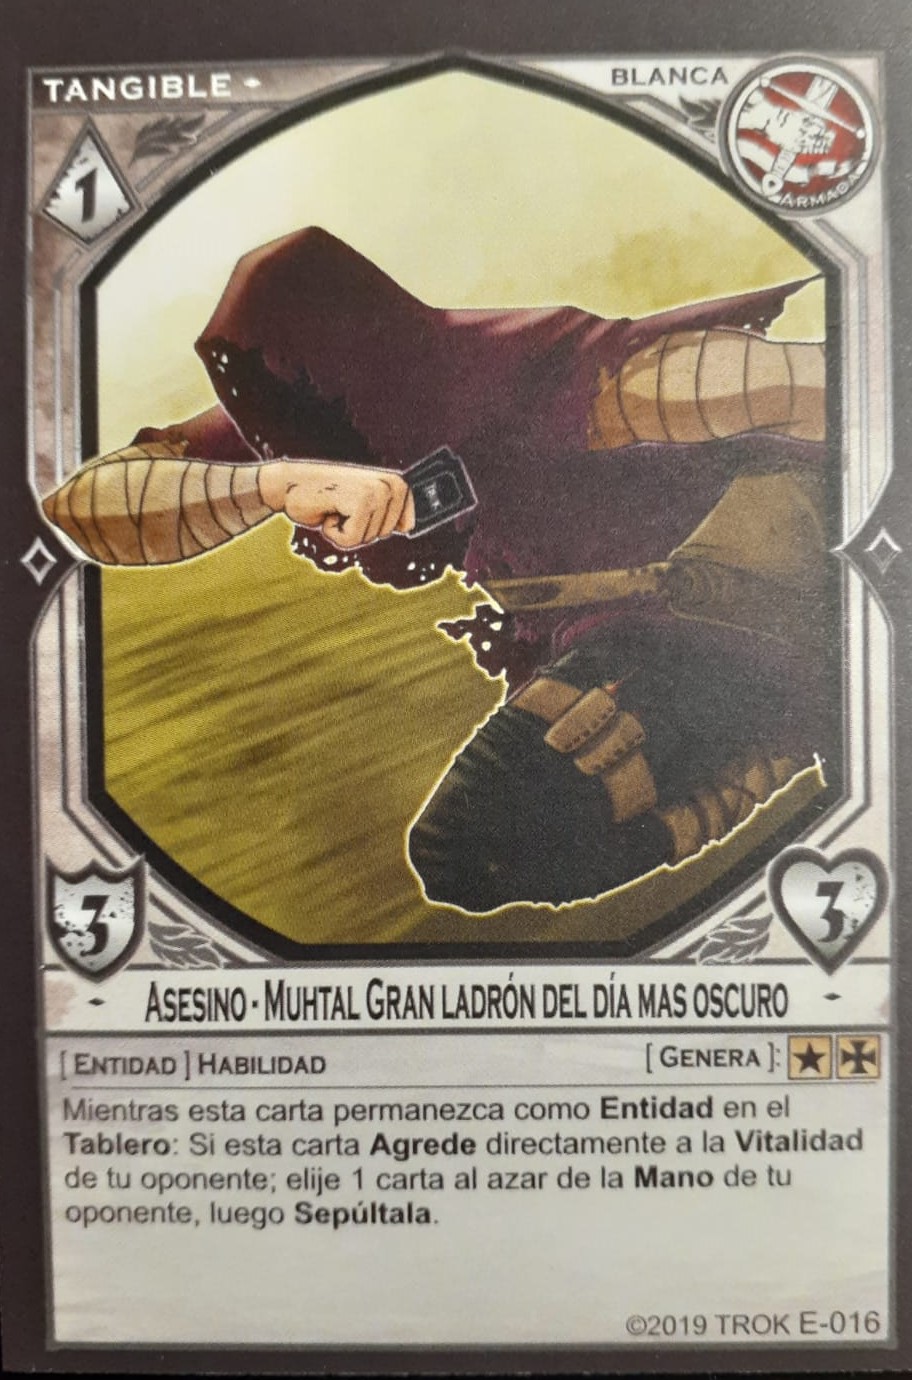 TANGIBLE
BLANCA
1
ARMADA
3
3
ASESINO - MUHTAL GRAN LADRÓN DEL DÍA MAS OSCURO
[ ENTIDAD ] HABILIDAD
[ GENERA ]:
Mientras esta carta permanezca como Entidad en el
Tablero: Si esta carta Agrede directamente a la Vitalidad
de tu oponente; elije 1 carta al azar de la Mano de tu
oponente, luego Sepúltala.
©2019 TROK E-016